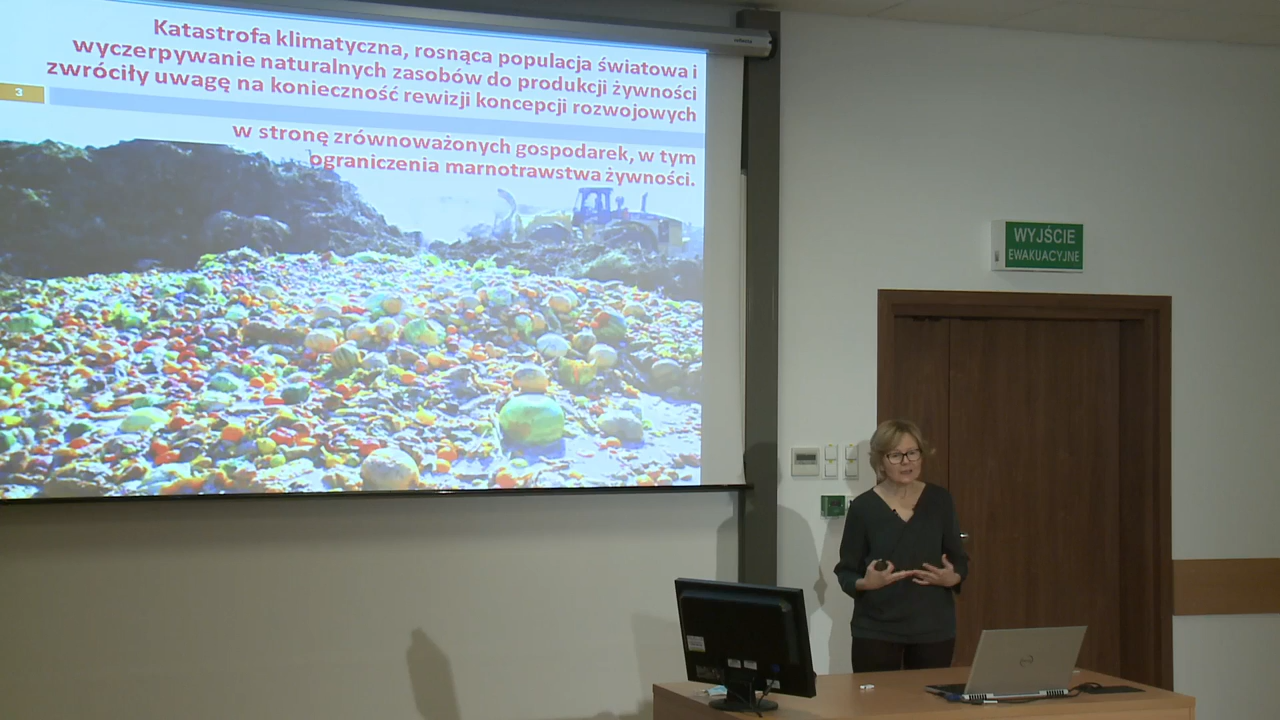 Katastrofa klimatyczna, rosnąca populacja światowa i
wyczerpywanie naturalnych zasobów do produkcji żywności
zwróciły uwagę na konieczność rewizji koncepcji rozwojowych
3
w stronę zrównoważonych gospodarek, w tym
ograniczenia marnotrawstwa żywności.
WYJŚCIE
EWAKUACYJNE